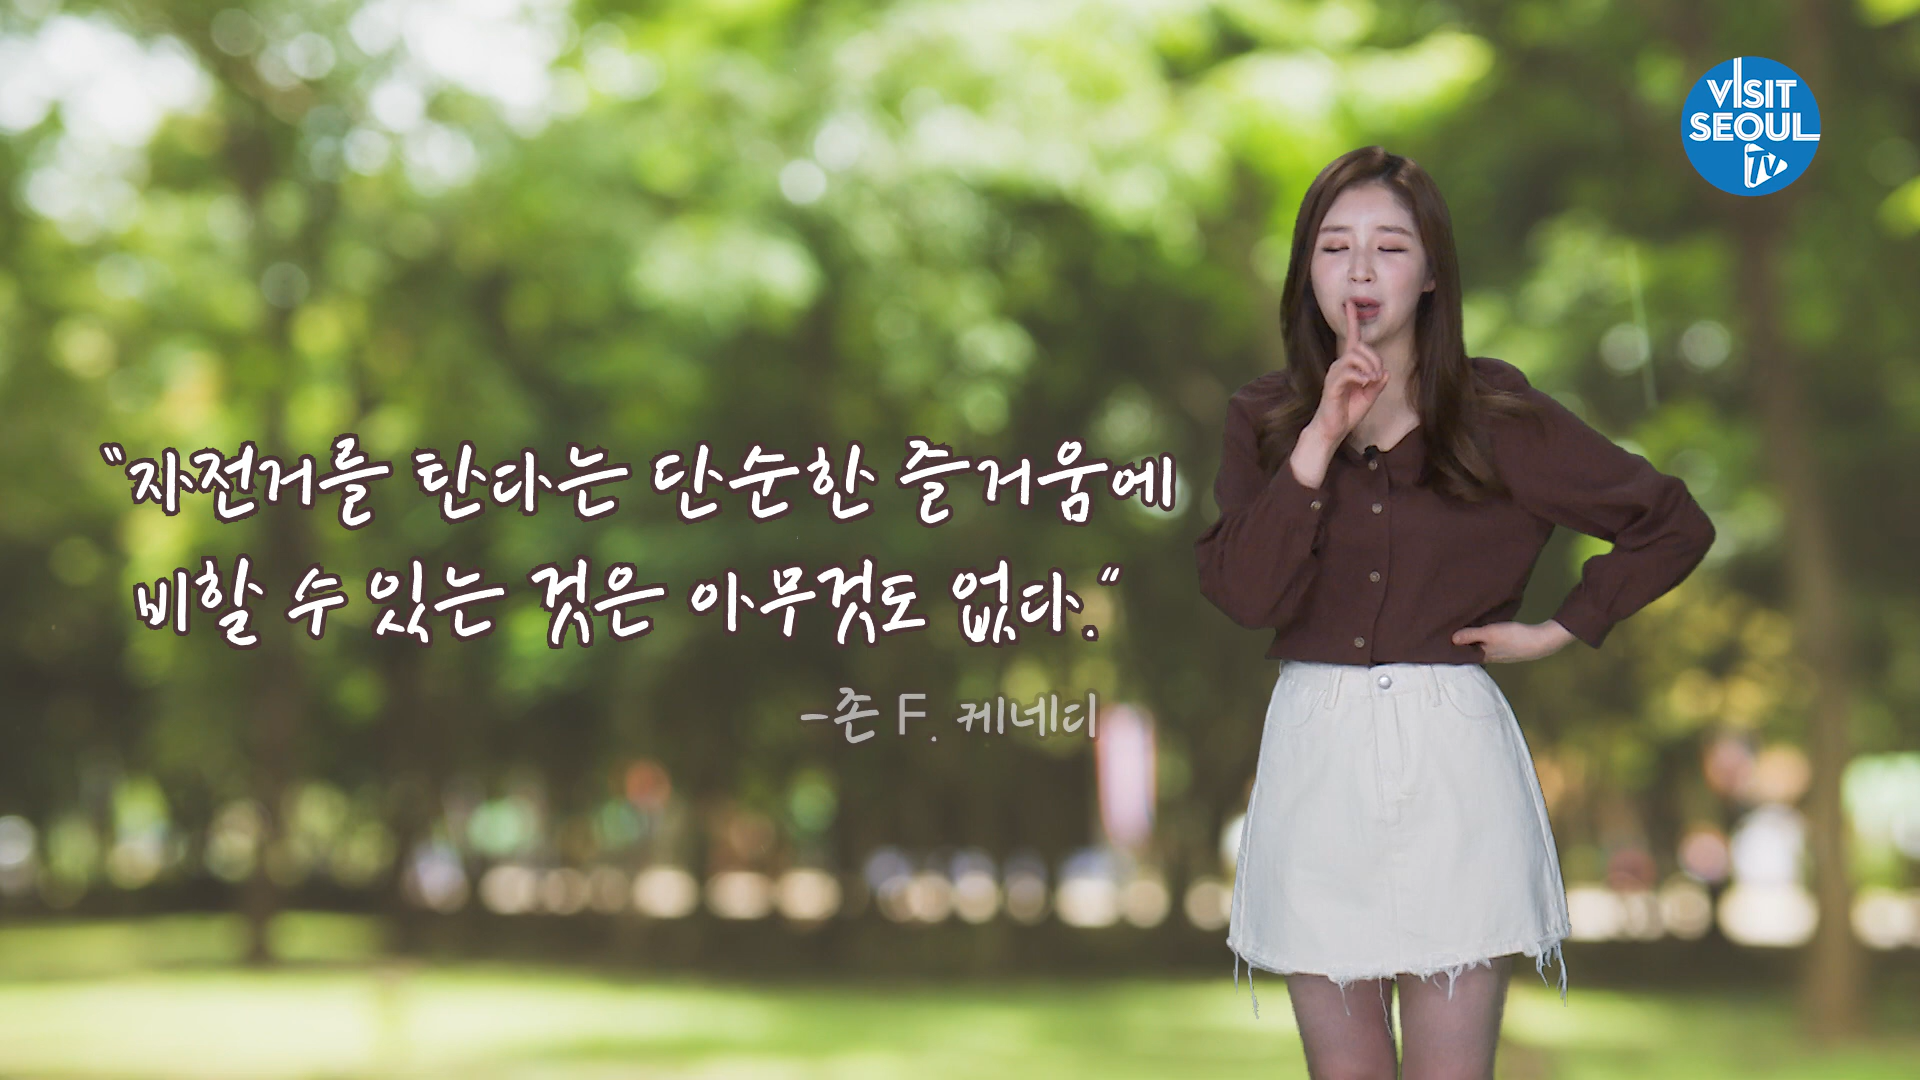 VISIT
SEOUL
TV
"자전거를 탄다는 단순한 즐거움에
비할 수 있는 것은 아무것도 없다."
-존 F. 케네디